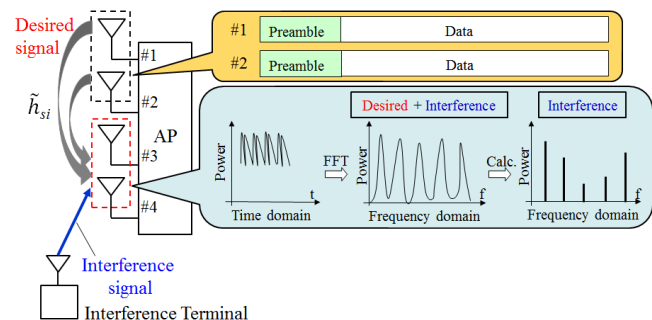 Desired
signal
#1
#2
AP
#3
#4
h̃si
Interference
signal
Interference Terminal
#1 Preamble Data
#2 Preamble Data
Desired + Interference
Interference
Power
t
Time domain
FFT
Power
f
Frequency domain
Calc.
Power
f
Frequency domain